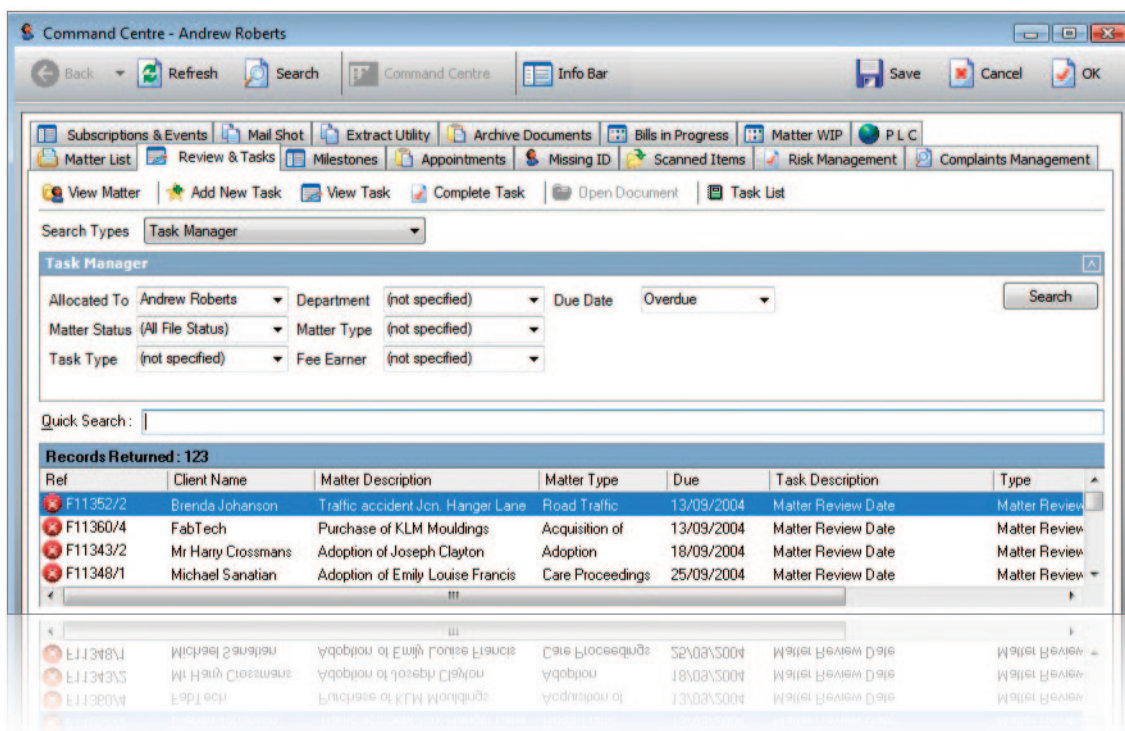 Command Centre - Andrew Roberts
Back Refresh Search Command Centre Info Bar Save Cancel OK
Subscriptions & Events Mail Shot Extract Utility Archive Documents Bills in Progress Matter WIP P L C
Matter List Review & Tasks Milestones Appointments Missing ID Scanned Items Risk Management Complaints Management
View Matter Add New Task View Task Complete Task Open Document Task List
Search Types Task Manager
Task Manager
Allocated To Andrew Roberts Department (not specified) Due Date Overdue Search
Matter Status (All File Status) Matter Type (not specified)
Task Type (not specified) Fee Earner (not specified)
Quick Search :
Records Returned : 123
Ref Client Name Matter Description Matter Type Due Task Description Type
F11352/2 Brenda Johanson Traffic accident Jcn. Hanger Lane Road Traffic 13/09/2004 Matter Review Date Matter Review
F11360/4 FabTech Purchase of KLM Mouldings Acquisition of 13/09/2004 Matter Review Date Matter Review
F11343/2 Mr Harry Crossmans Adoption of Joseph Clayton Adoption 18/09/2004 Matter Review Date Matter Review
F11348/1 Michael Sanatian Adoption of Emily Louise Francis Care Proceedings 25/09/2004 Matter Review Date Matter Review